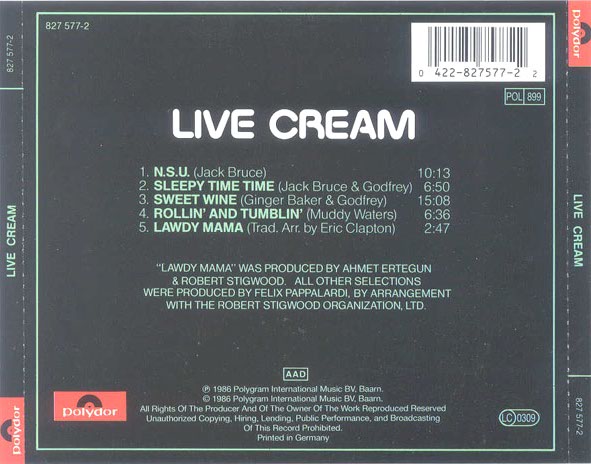 827 577-2
0 422-827577-2 2
POL 899
LIVE CREAM
1. N.S.U. (Jack Bruce) 10:13
2. SLEEPY TIME TIME (Jack Bruce & Godfrey) 6:50
3. SWEET WINE (Ginger Baker & Godfrey) 15:08
4. ROLLIN' AND TUMBLIN' (Muddy Waters) 6:36
5. LAWDY MAMA (Trad. Arr. by Eric Clapton) 2:47
"LAWDY MAMA" WAS PRODUCED BY AHMET ERTEGUN
& ROBERT STIGWOOD. ALL OTHER SELECTIONS
WERE PRODUCED BY FELIX PAPPALARDI, BY ARRANGEMENT
WITH THE ROBERT STIGWOOD ORGANIZATION, LTD.
AAD
℗ 1986 Polygram International Music BV, Baarn.
© 1986 Polygram International Music BV, Baarn.
All Rights Of The Producer And Of The Owner Of The Work Reproduced Reserved
Unauthorized Copying, Hiring, Lending, Public Performance, and Broadcasting
Of This Record Prohibited.
Printed in Germany
polydor
LC 0309
827 577-2
LIVE CREAM
polydor
polydor
LIVE CREAM
827 577-2